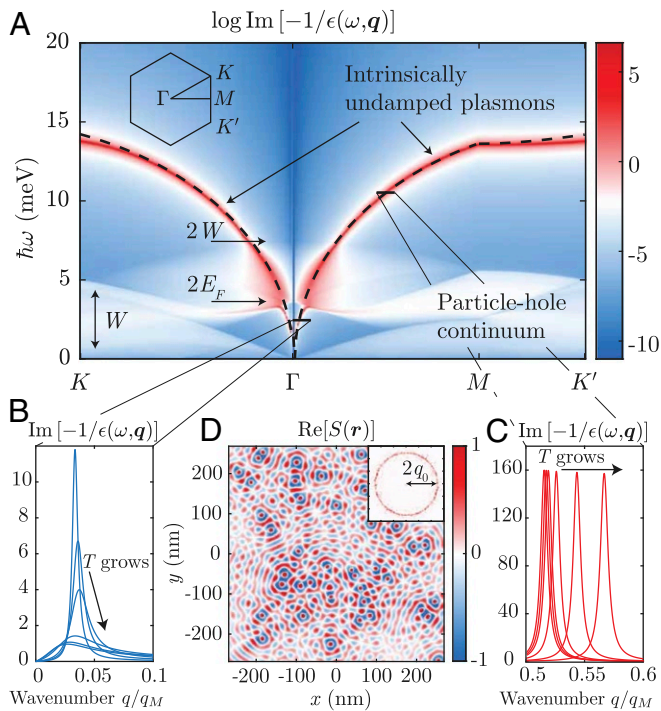 A
log Im [−1/ϵ(ω,q)]
20
15
10
5
0
ħω (meV)
K
Γ
M
K′
Intrinsically
undamped plasmons
2W
2E_F
W
Particle-hole
continuum
K
Γ
M
K′
5
0
-5
-10
B
Im [−1/ϵ(ω,q)]
10
8
6
4
2
0
T grows
0
0.05
0.1
Wavenumber q/q_M
D
Re[S(r)]
2q_0
200
100
0
-100
-200
y (nm)
-200
-100
0
100
200
x (nm)
1
0
-1
C
Im [−1/ϵ(ω,q)]
T grows
160
120
80
40
0
0.5
0.55
0.6
Wavenumber q/q_M